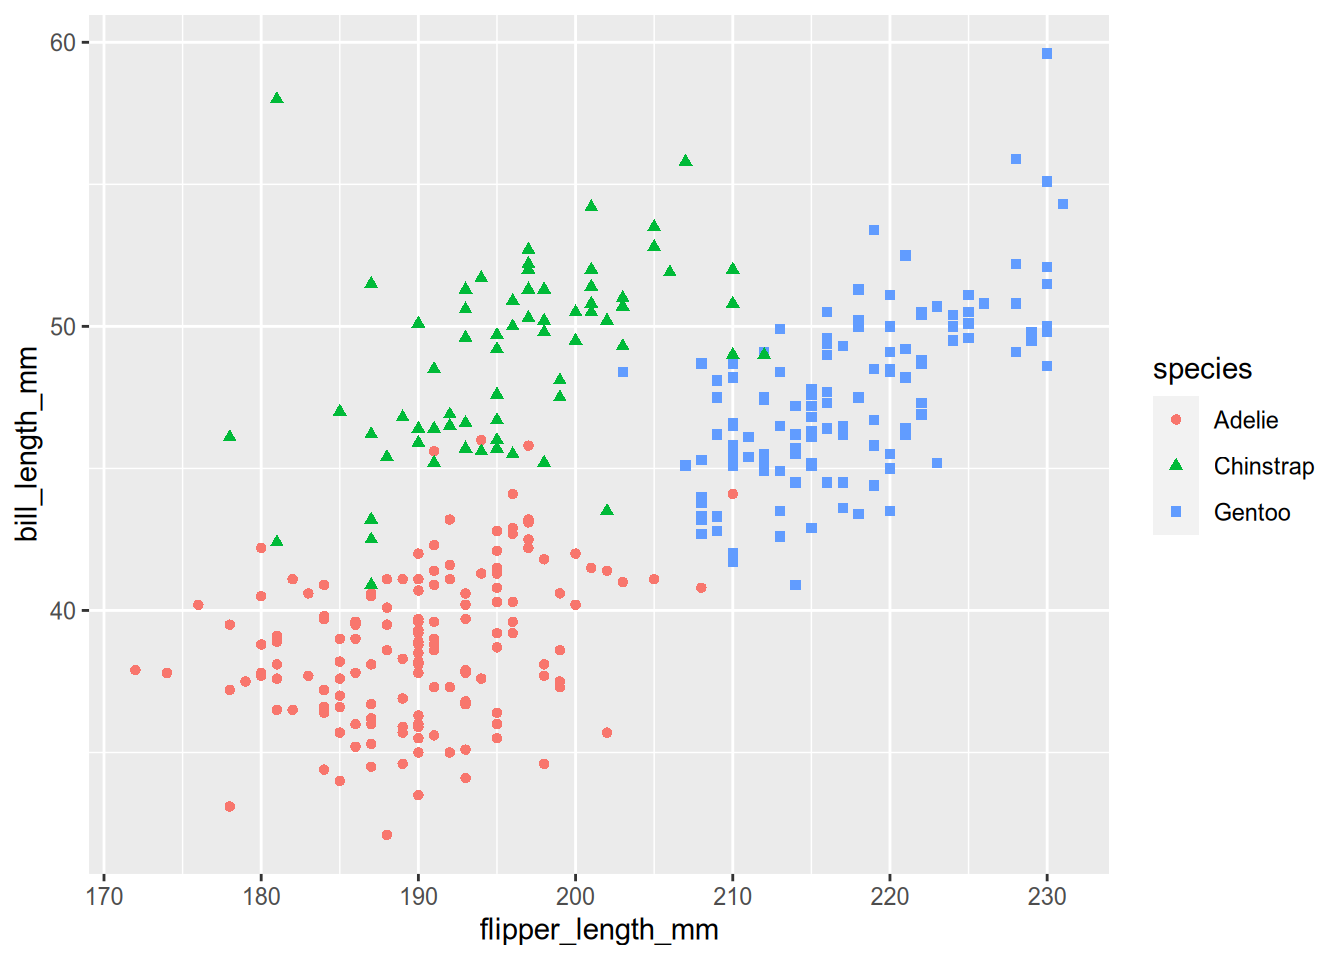 60
50
40
bill_length_mm
170 180 190 200 210 220 230
flipper_length_mm
species
Adelie
Chinstrap
Gentoo